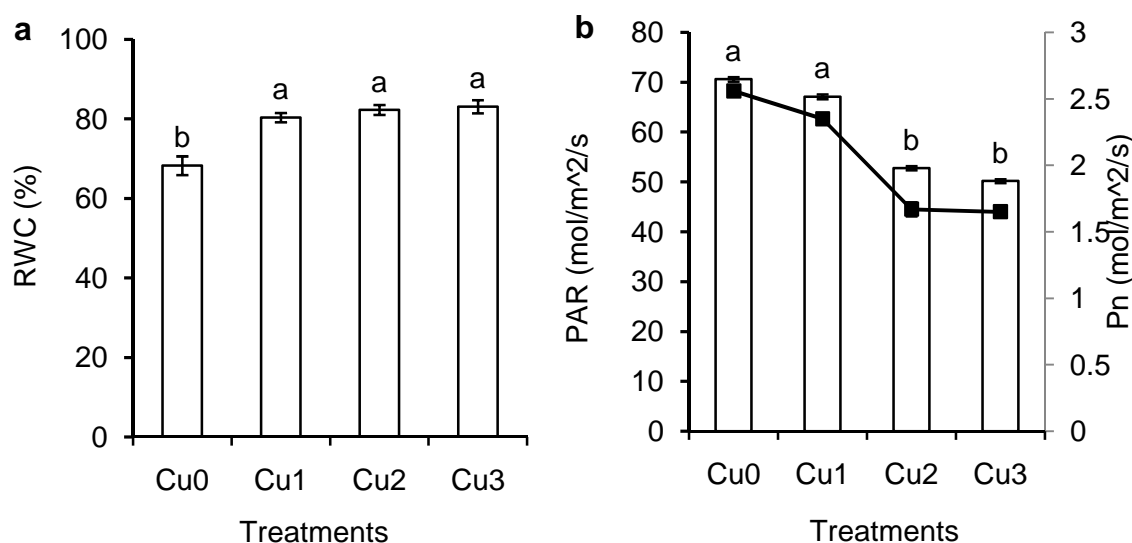 a
100
80
60
40
20
0
RWC (%)
b
a
a
a
Cu0 Cu1 Cu2 Cu3
Treatments
b
80
70
60
50
40
30
20
10
0
PAR (mol/m^2/s
a
a
b
b
3
2.5
2
1.5
1
0.5
0
Pn (mol/m^2/s)
Cu0 Cu1 Cu2 Cu3
Treatments